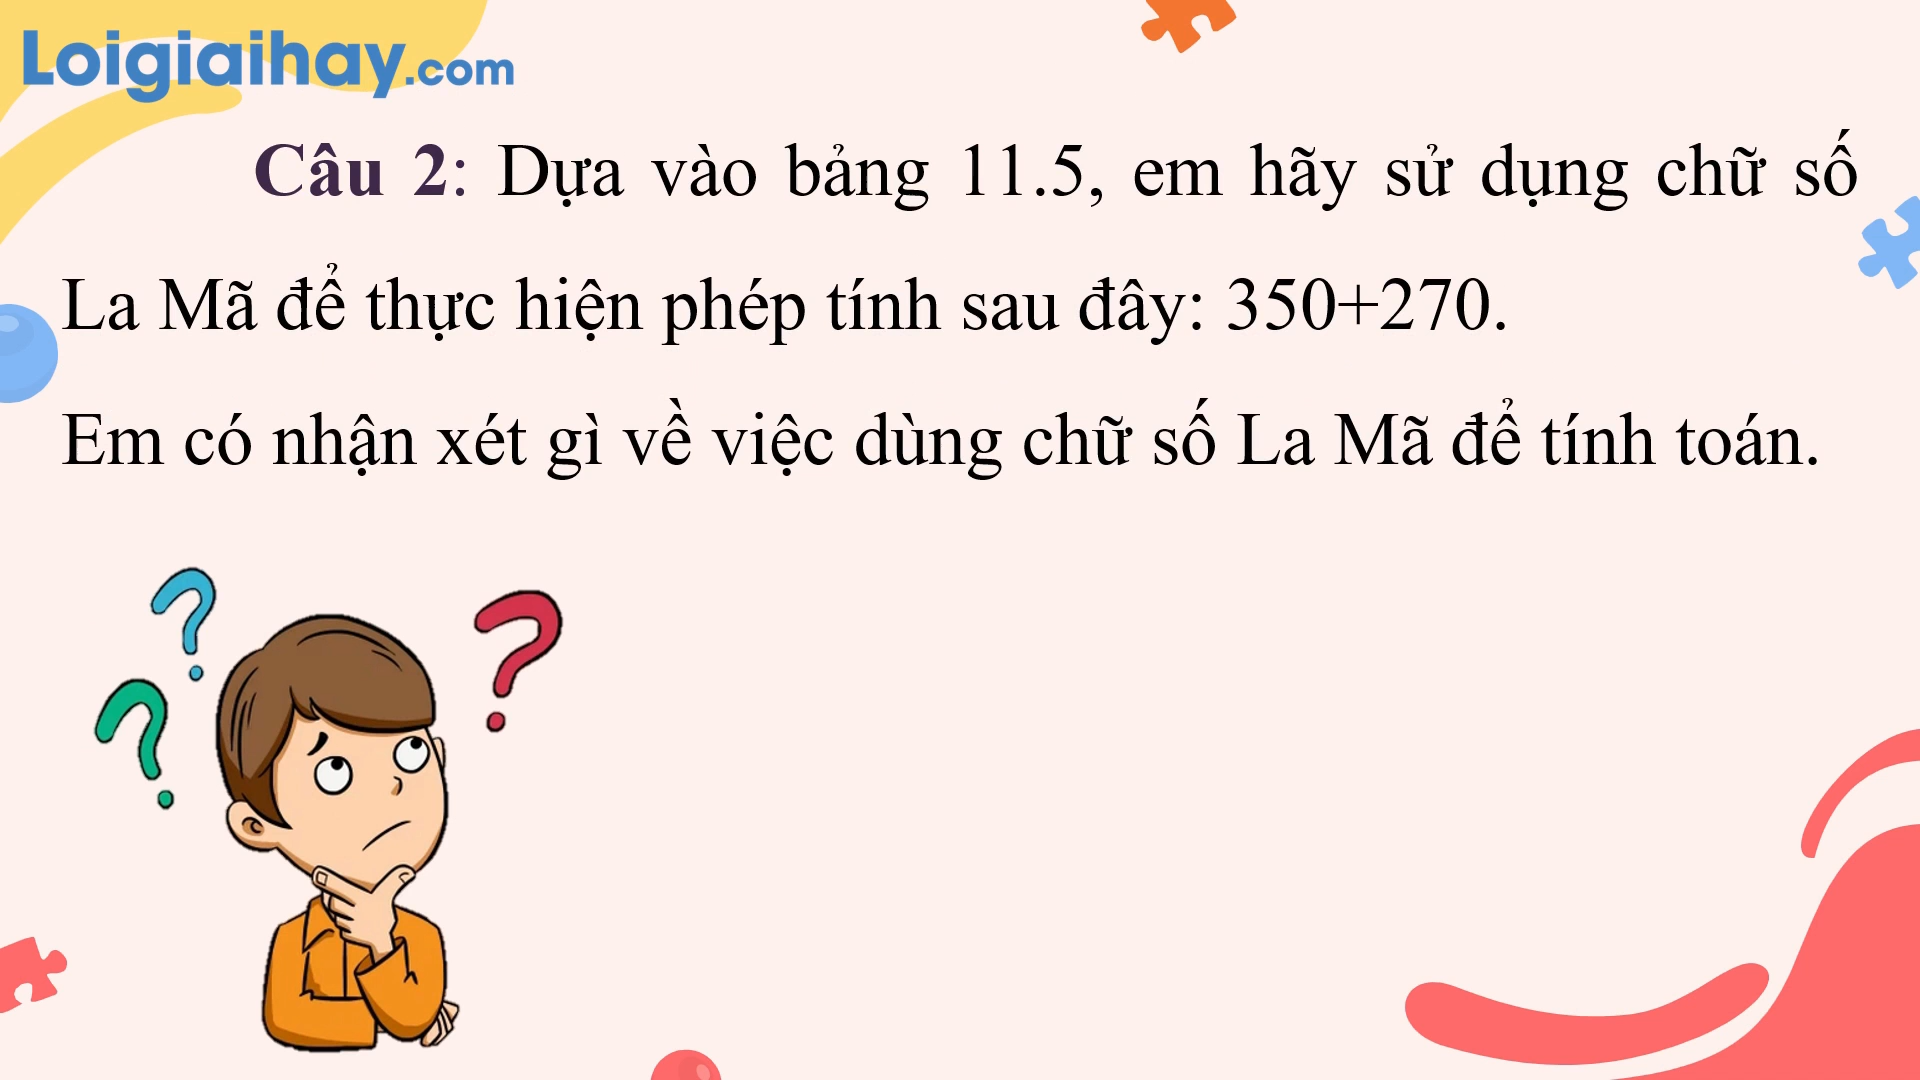 Loigiaihay.com
Câu 2: Dựa vào bảng 11.5, em hãy sử dụng chữ số
La Mã để thực hiện phép tính sau đây: 350+270.
Em có nhận xét gì về việc dùng chữ số La Mã để tính toán.
? ? ?